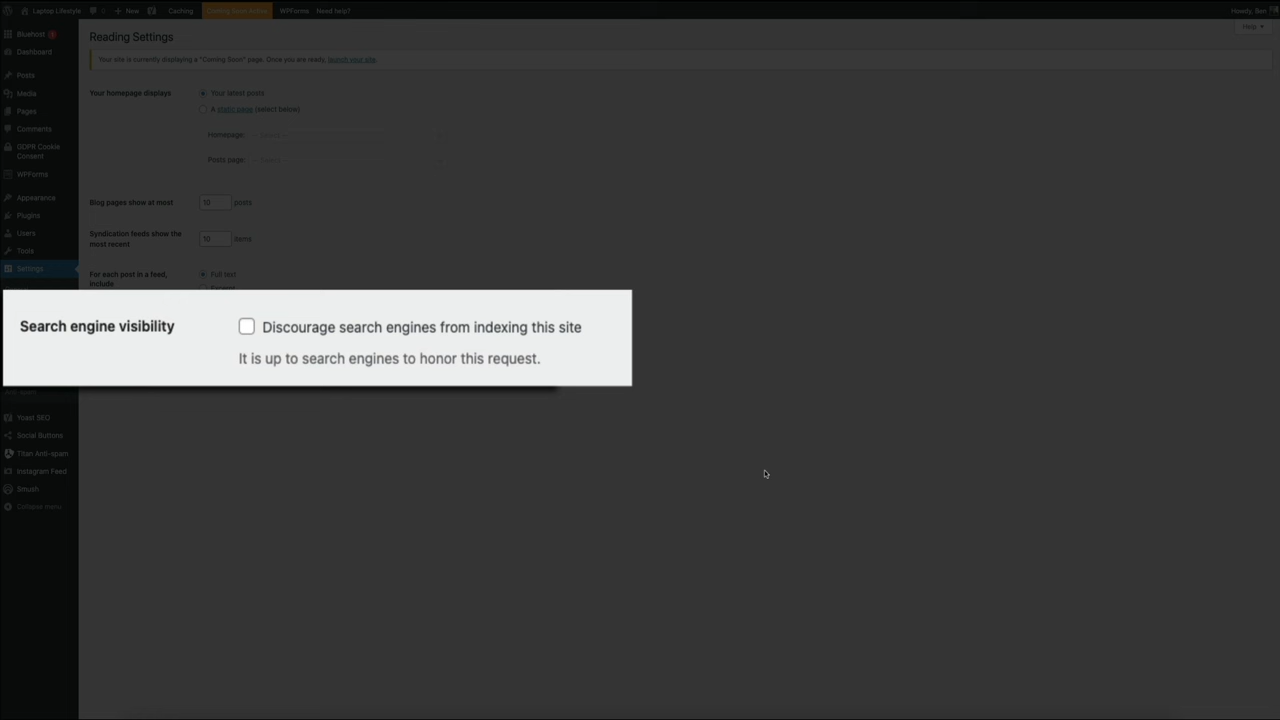 Laptop Lifestyle
0
New
Caching
Coming Soon Active
WPForms
Need help?
Howdy, Ben
Help
Bluehost
Dashboard
Posts
Media
Pages
Comments
GDPR Cookie
Consent
WPForms
Appearance
Plugins
Users
Tools
Settings
Yoast SEO
Social Buttons
Titan Anti-spam
Instagram Feed
Smush
Collapse menu
Reading Settings
Your site is currently displaying a "Coming Soon" page. Once you are ready, launch your site.
Your homepage displays
Your latest posts
A static page (select below)
Homepage:
Posts page:
Blog pages show at most
10 posts
Syndication feeds show the
most recent
10 items
For each post in a feed,
include
Full text
Search engine visibility
Discourage search engines from indexing this site
It is up to search engines to honor this request.